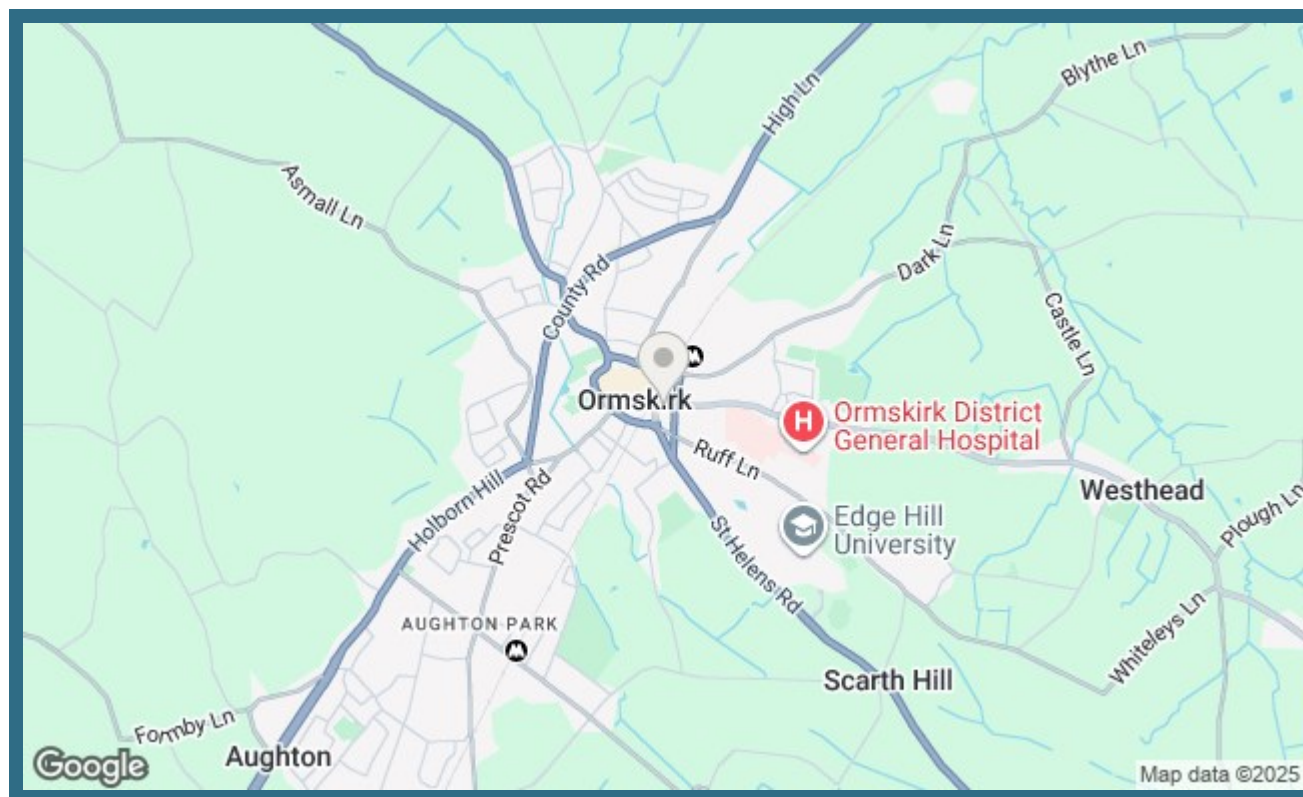 Blythe Ln
High Ln
Asmall Ln
Dark Ln
County Rd
Castle Ln
Ormskirk
Ormskirk District
General Hospital
Ruff Ln
Westhead
Holborn Hill
Prescot Rd
Plough Ln
St Helens Rd
Edge Hill
University
AUGHTON PARK
Whiteleys Ln
Scarth Hill
Formby Ln
Aughton
Google
Map data ©2025
H